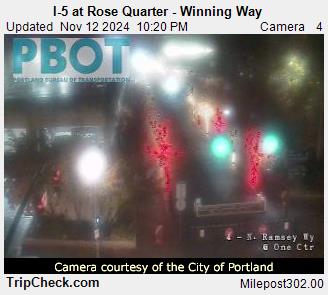 I-5 at Rose Quarter - Winning Way
Updated Nov 12 2024 10:20 PM Camera 4
PBOT
PORTLAND BUREAU OF TRANSPORTATION
4 - N. Ramsey Wy
@ One Ctr
Camera courtesy of the City of Portland
TripCheck.com Milepost302.00